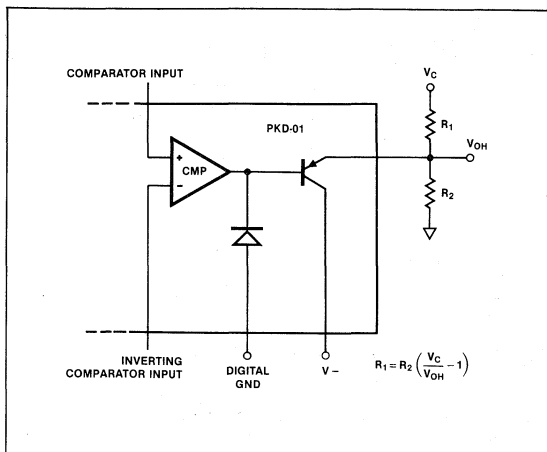 COMPARATOR INPUT
V_C
PKD-01
R_1
V_OH
+
CMP
−
R_2
INVERTING
COMPARATOR INPUT
DIGITAL
GND
V−
R_1 = R_2 (V_C/V_OH − 1)